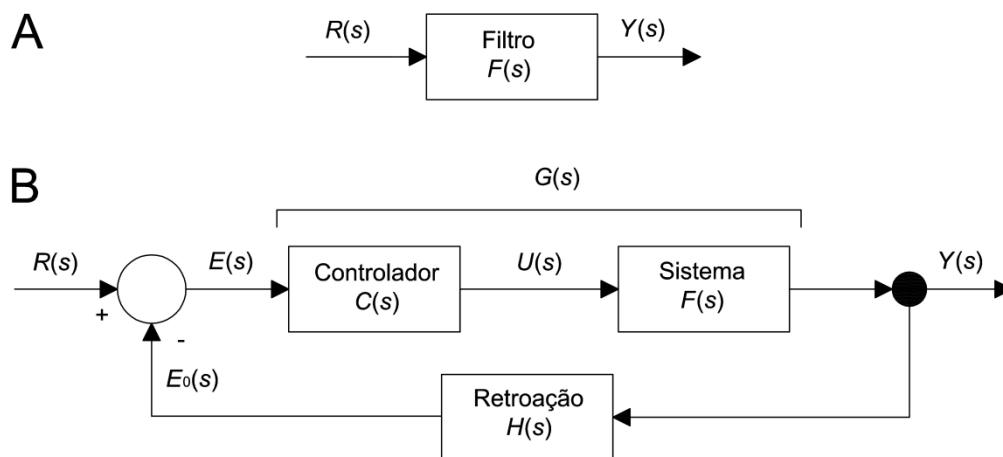 A
R(s)
Filtro
F(s)
Y(s)
B
G(s)
R(s)
+
-
E(s)
Controlador
C(s)
U(s)
Sistema
F(s)
Y(s)
E₀(s)
Retroação
H(s)